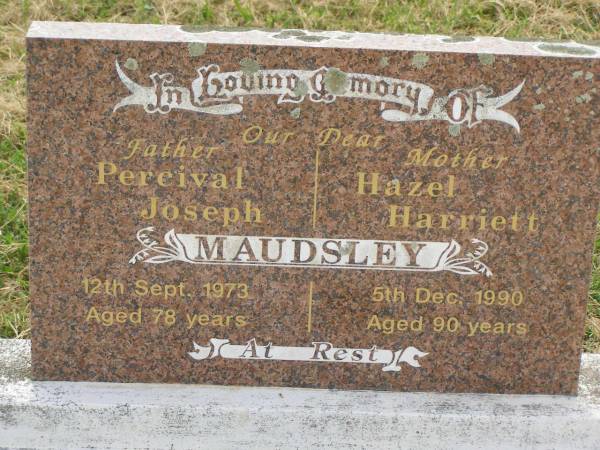 In Loving Memory Of
Our Dear
Father Mother
Percival Hazel
Joseph Harriett
MAUDSLEY
12th Sept. 1973 5th Dec. 1990
Aged 78 years Aged 90 years
At Rest